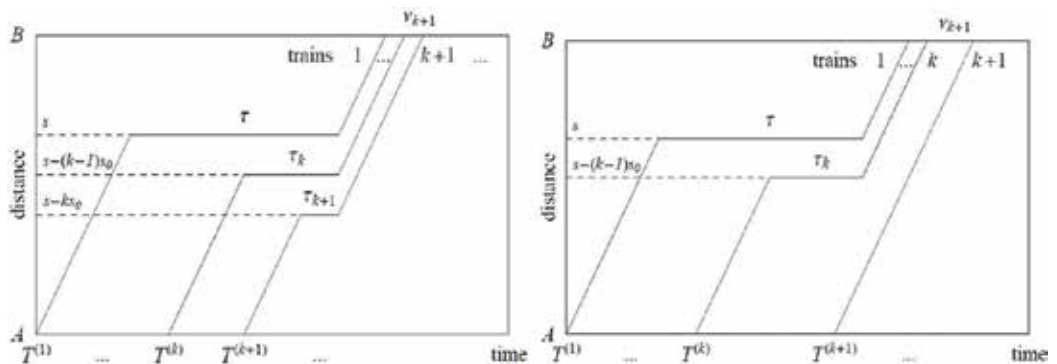 B
v_{k+1}
trains 1 ... k+1 ...
τ
s
s-(k-1)s_0
τ_k
s-ks_0
τ_{k+1}
distance
A
T^{(1)} ... T^{(k)} T^{(k+1)} ... time
B
v_{k+1}
trains 1 ... k k+1
τ
s
s-(k-1)s_0
τ_k
distance
A
T^{(1)} ... T^{(k)} ... T^{(k+1)} time